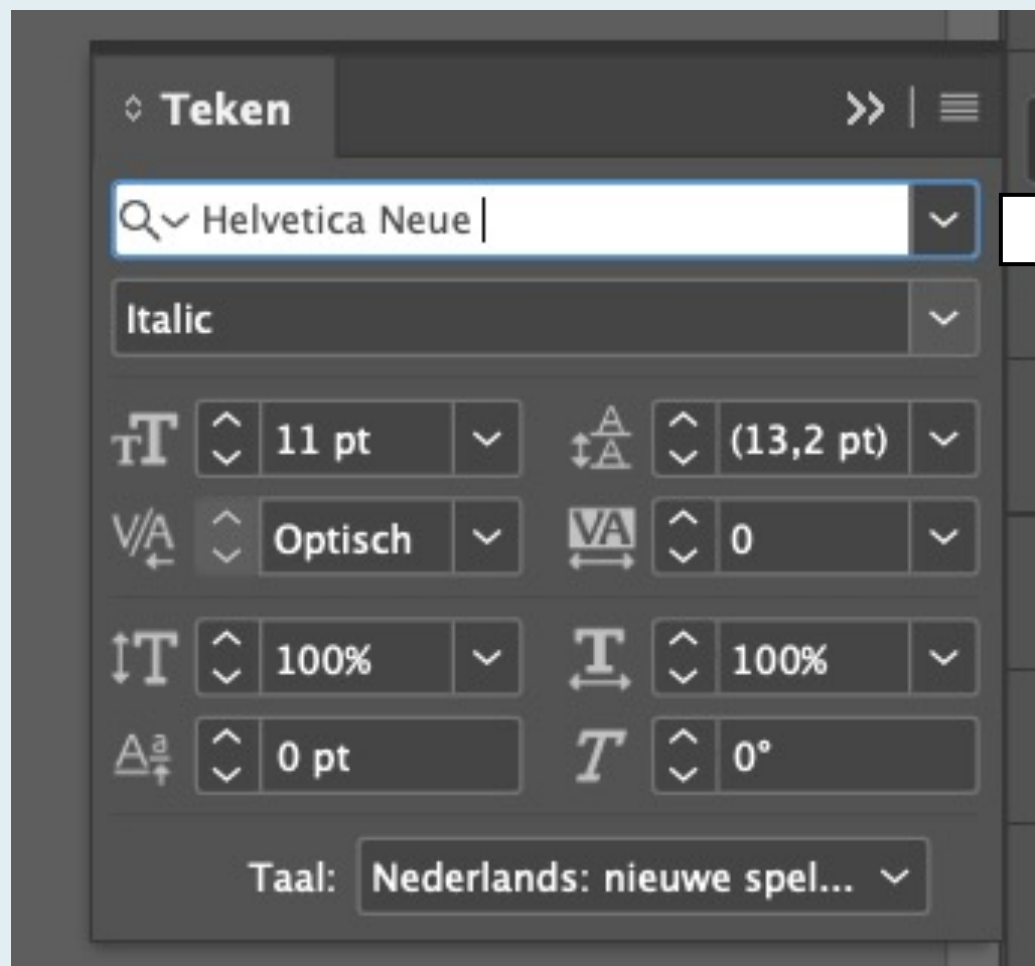 Teken
Helvetica Neue
Italic
11 pt (13,2 pt)
Optisch 0
100% 100%
0 pt 0°
Taal: Nederlands: nieuwe spel...